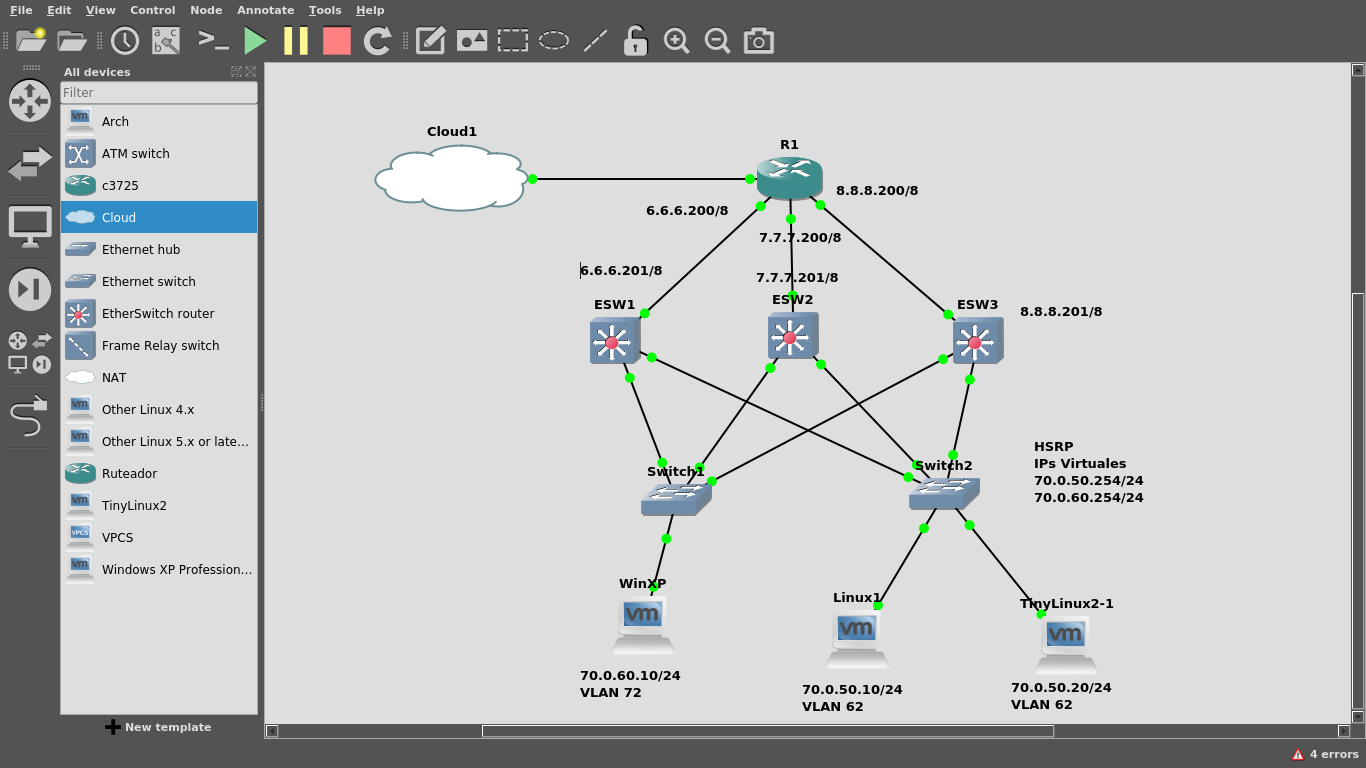 File Edit View Control Node Annotate Tools Help
All devices
Filter
Arch
ATM switch
c3725
Cloud
Ethernet hub
Ethernet switch
EtherSwitch router
Frame Relay switch
NAT
Other Linux 4.x
Other Linux 5.x or late...
Ruteador
TinyLinux2
VPCS
Windows XP Profession...
New template
Cloud1
R1
8.8.8.200/8
6.6.6.200/8
7.7.7.200/8
6.6.6.201/8
7.7.7.201/8
ESW1
ESW2
ESW3
8.8.8.201/8
Switch1
Switch2
HSRP
IPs Virtuales
70.0.50.254/24
70.0.60.254/24
WinXP
Linux1
TinyLinux2-1
vm
vm
vm
70.0.60.10/24
VLAN 72
70.0.50.10/24
VLAN 62
70.0.50.20/24
VLAN 62
4 errors